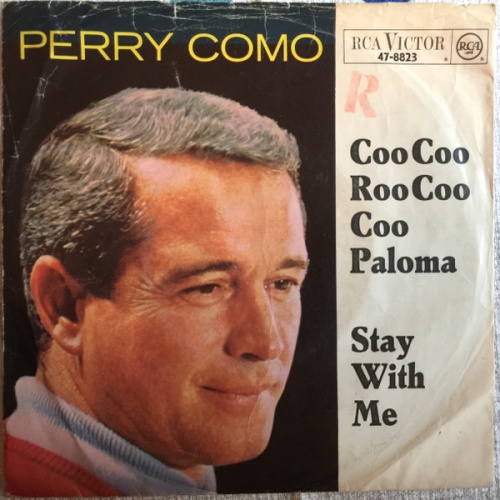 PERRY COMO
RCA VICTOR
47-8823
RCA
R
Coo Coo
Roo Coo
Coo
Paloma
Stay
With
Me